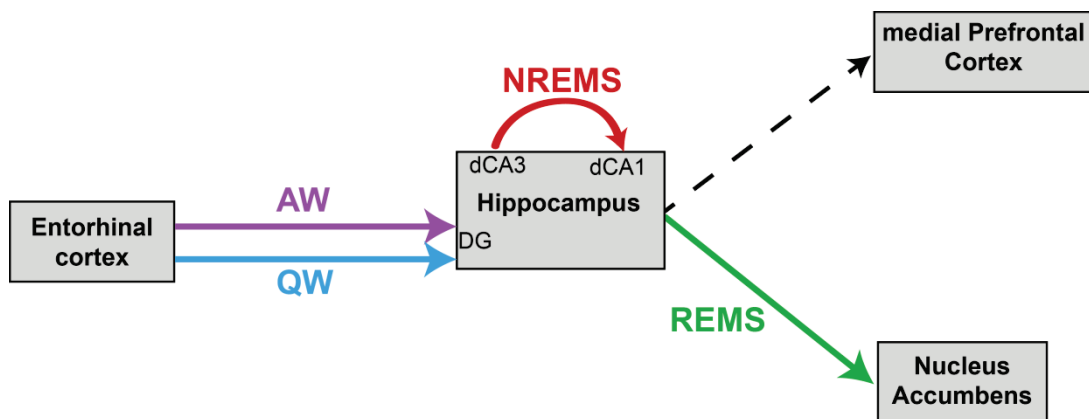 medial Prefrontal
Cortex
NREMS
dCA3
dCA1
Hippocampus
DG
AW
Entorhinal
cortex
QW
REMS
Nucleus
Accumbens